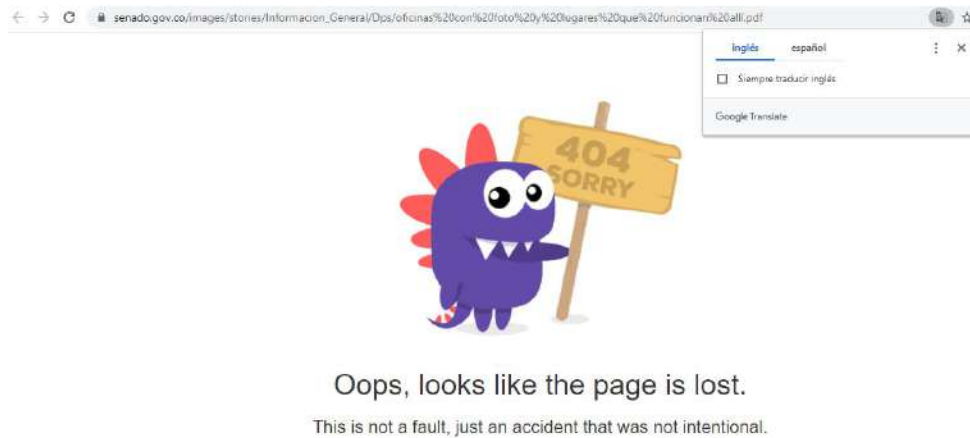 senado.gov.co/images/stories/Informacion_General/Dps/oficinas%20con%20foto%20y%20lugares%20que%20funcionan%20allí.pdf
inglés español
Siempre traducir inglés
Google Translate
404
SORRY
Oops, looks like the page is lost.
This is not a fault, just an accident that was not intentional.